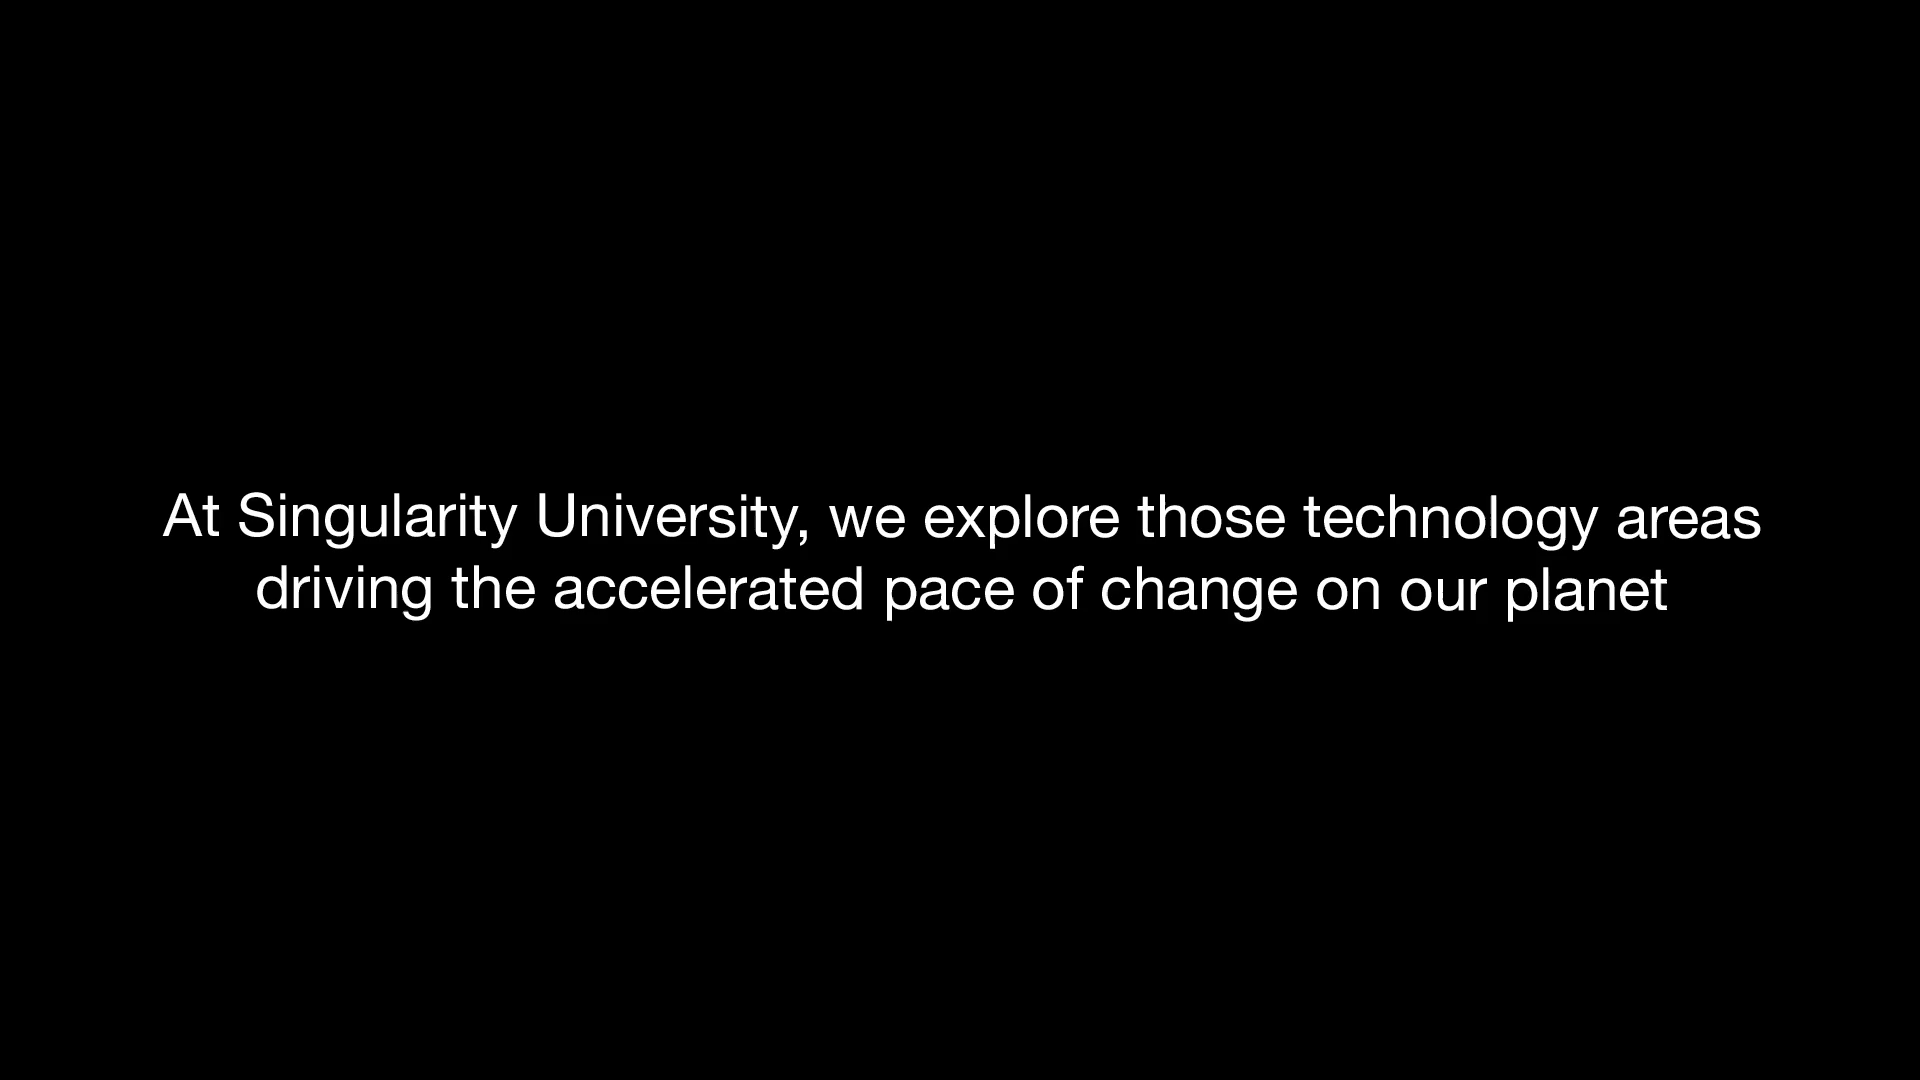 At Singularity University, we explore those technology areas
driving the accelerated pace of change on our planet